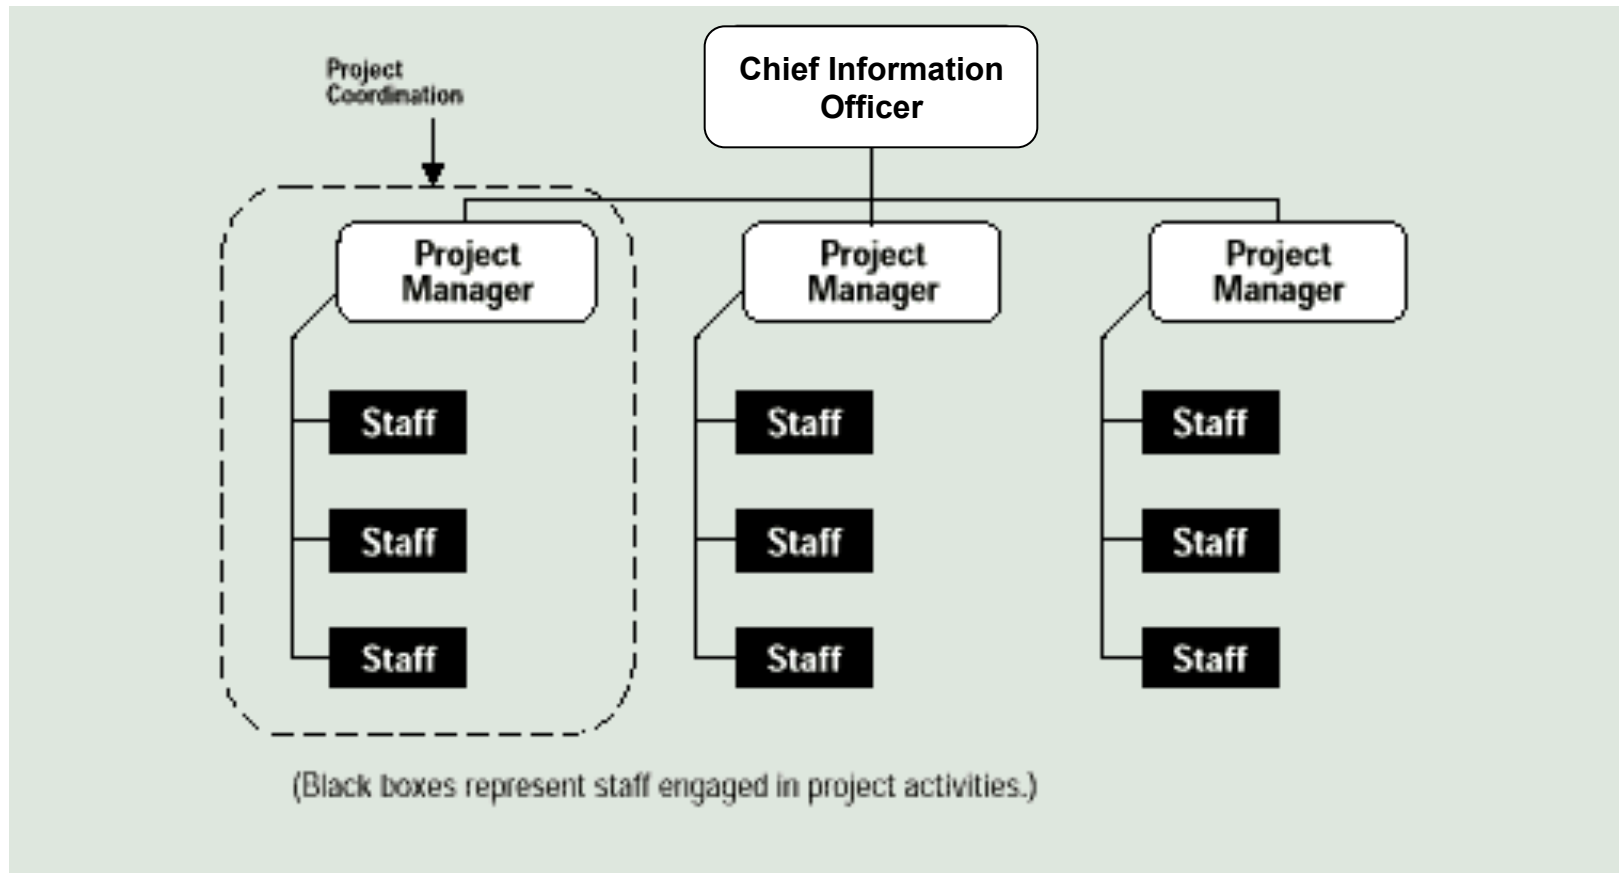 Project
Coordination
Chief Information
Officer
Project
Manager
Project
Manager
Project
Manager
Staff
Staff
Staff
Staff
Staff
Staff
Staff
Staff
Staff
(Black boxes represent staff engaged in project activities.)